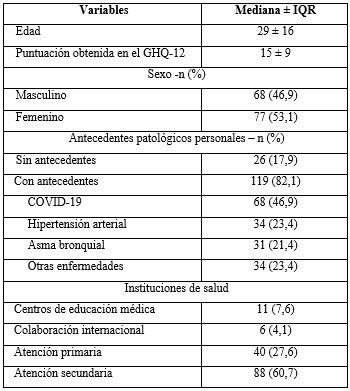 Variables Mediana ± IQR
Edad 29 ± 16
Puntuación obtenida en el GHQ-12 15 ± 9
Sexo -n (%)
Masculino 68 (46,9)
Femenino 77 (53,1)
Antecedentes patológicos personales – n (%)
Sin antecedentes 26 (17,9)
Con antecedentes 119 (82,1)
COVID-19 68 (46,9)
Hipertensión arterial 34 (23,4)
Asma bronquial 31 (21,4)
Otras enfermedades 34 (23,4)
Instituciones de salud
Centros de educación médica 11 (7,6)
Colaboración internacional 6 (4,1)
Atención primaria 40 (27,6)
Atención secundaria 88 (60,7)